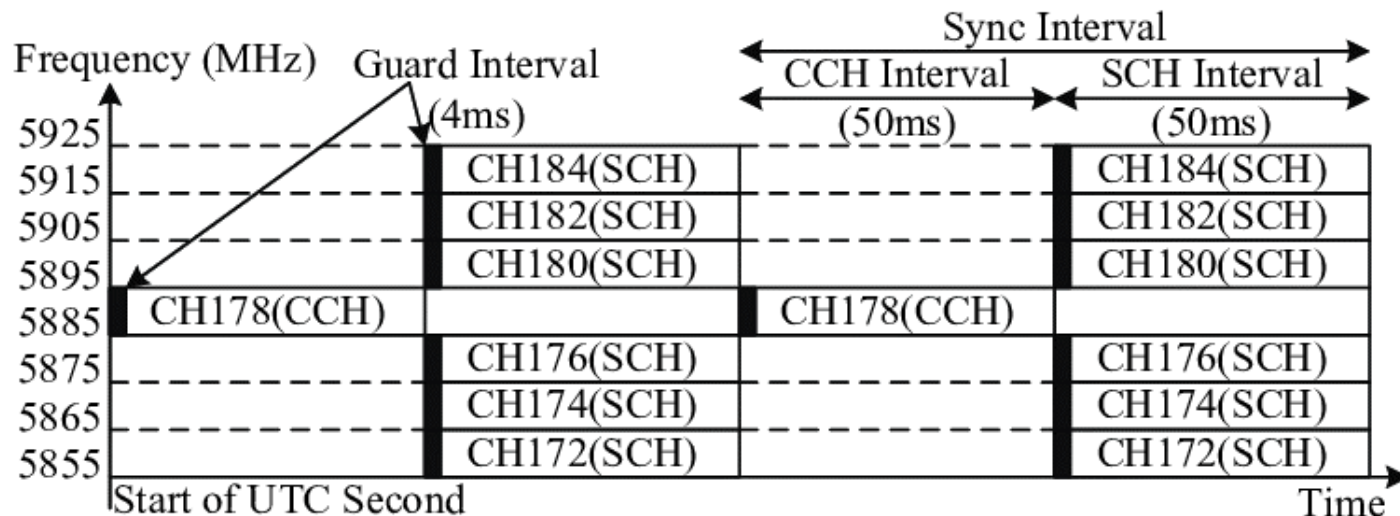 Sync Interval
Frequency (MHz)
Guard Interval
CCH Interval
SCH Interval
(4ms)
(50ms)
(50ms)
5925
CH184(SCH)
CH184(SCH)
5915
CH182(SCH)
CH182(SCH)
5905
CH180(SCH)
CH180(SCH)
5895
CH178(CCH)
CH178(CCH)
5885
CH176(SCH)
CH176(SCH)
5875
CH174(SCH)
CH174(SCH)
5865
CH172(SCH)
CH172(SCH)
5855
Start of UTC Second
Time